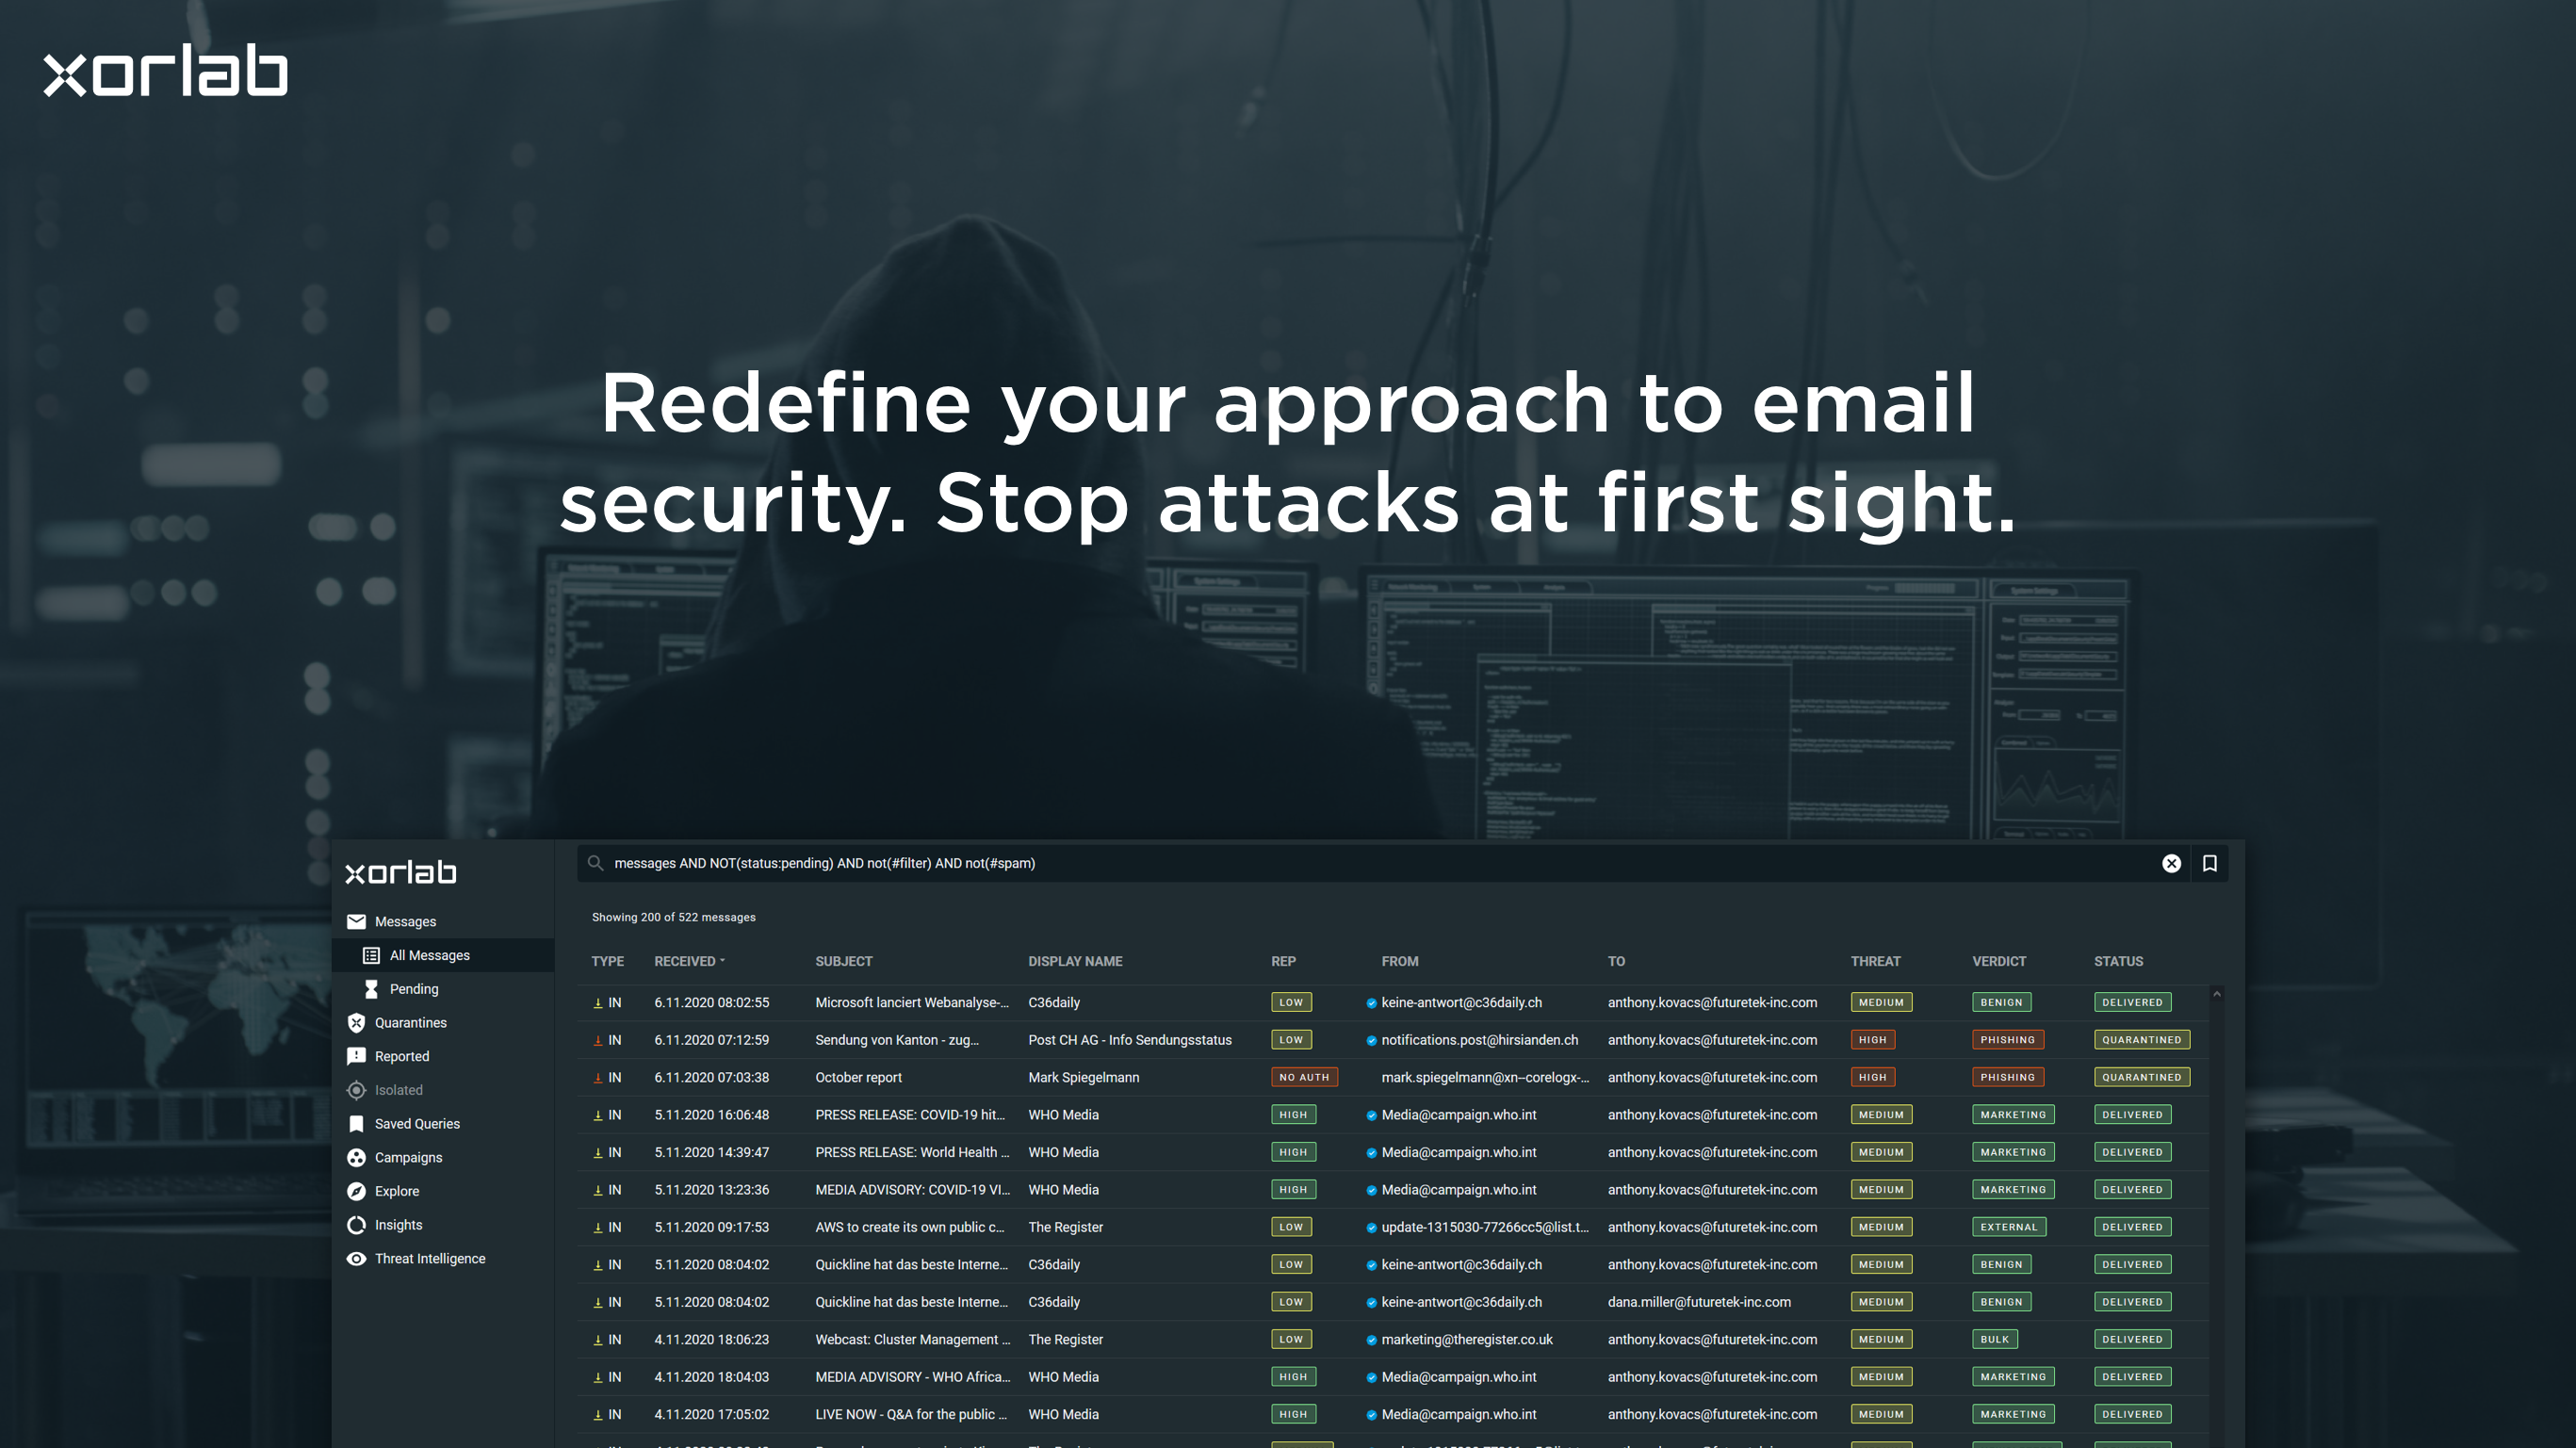 xorlab
Redefine your approach to email
security. Stop attacks at first sight.
xorlab
messages AND NOT(status:pending) AND not(#filter) AND not(#spam)
Messages
All Messages
Pending
Quarantines
Reported
Isolated
Saved Queries
Campaigns
Explore
Insights
Threat Intelligence
Showing 200 of 522 messages
TYPE RECEIVED SUBJECT DISPLAY NAME REP FROM TO THREAT VERDICT STATUS
IN 6.11.2020 08:02:55 Microsoft lanciert Webanalyse-... C36daily LOW keine-antwort@c36daily.ch anthony.kovacs@futuretek-inc.com MEDIUM BENIGN DELIVERED
IN 6.11.2020 07:12:59 Sendung von Kanton - zug... Post CH AG - Info Sendungsstatus LOW notifications.post@hirsianden.ch anthony.kovacs@futuretek-inc.com HIGH PHISHING QUARANTINED
IN 6.11.2020 07:03:38 October report Mark Spiegelmann NO AUTH mark.spiegelmann@xn--corelogx-... anthony.kovacs@futuretek-inc.com HIGH PHISHING QUARANTINED
IN 5.11.2020 16:06:48 PRESS RELEASE: COVID-19 hit... WHO Media HIGH Media@campaign.who.int anthony.kovacs@futuretek-inc.com MEDIUM MARKETING DELIVERED
IN 5.11.2020 14:39:47 PRESS RELEASE: World Health ... WHO Media HIGH Media@campaign.who.int anthony.kovacs@futuretek-inc.com MEDIUM MARKETING DELIVERED
IN 5.11.2020 13:23:36 MEDIA ADVISORY: COVID-19 VI... WHO Media HIGH Media@campaign.who.int anthony.kovacs@futuretek-inc.com MEDIUM MARKETING DELIVERED
IN 5.11.2020 09:17:53 AWS to create its own public c... The Register LOW update-1315030-77266cc5@list.t... anthony.kovacs@futuretek-inc.com MEDIUM EXTERNAL DELIVERED
IN 5.11.2020 08:04:02 Quickline hat das beste Interne... C36daily LOW keine-antwort@c36daily.ch anthony.kovacs@futuretek-inc.com MEDIUM BENIGN DELIVERED
IN 5.11.2020 08:04:02 Quickline hat das beste Interne... C36daily LOW keine-antwort@c36daily.ch dana.miller@futuretek-inc.com MEDIUM BENIGN DELIVERED
IN 4.11.2020 18:06:23 Webcast: Cluster Management ... The Register LOW marketing@theregister.co.uk anthony.kovacs@futuretek-inc.com MEDIUM BULK DELIVERED
IN 4.11.2020 18:04:03 MEDIA ADVISORY - WHO Africa... WHO Media HIGH Media@campaign.who.int anthony.kovacs@futuretek-inc.com MEDIUM MARKETING DELIVERED
IN 4.11.2020 17:05:02 LIVE NOW - Q&A for the public ... WHO Media HIGH Media@campaign.who.int anthony.kovacs@futuretek-inc.com MEDIUM MARKETING DELIVERED